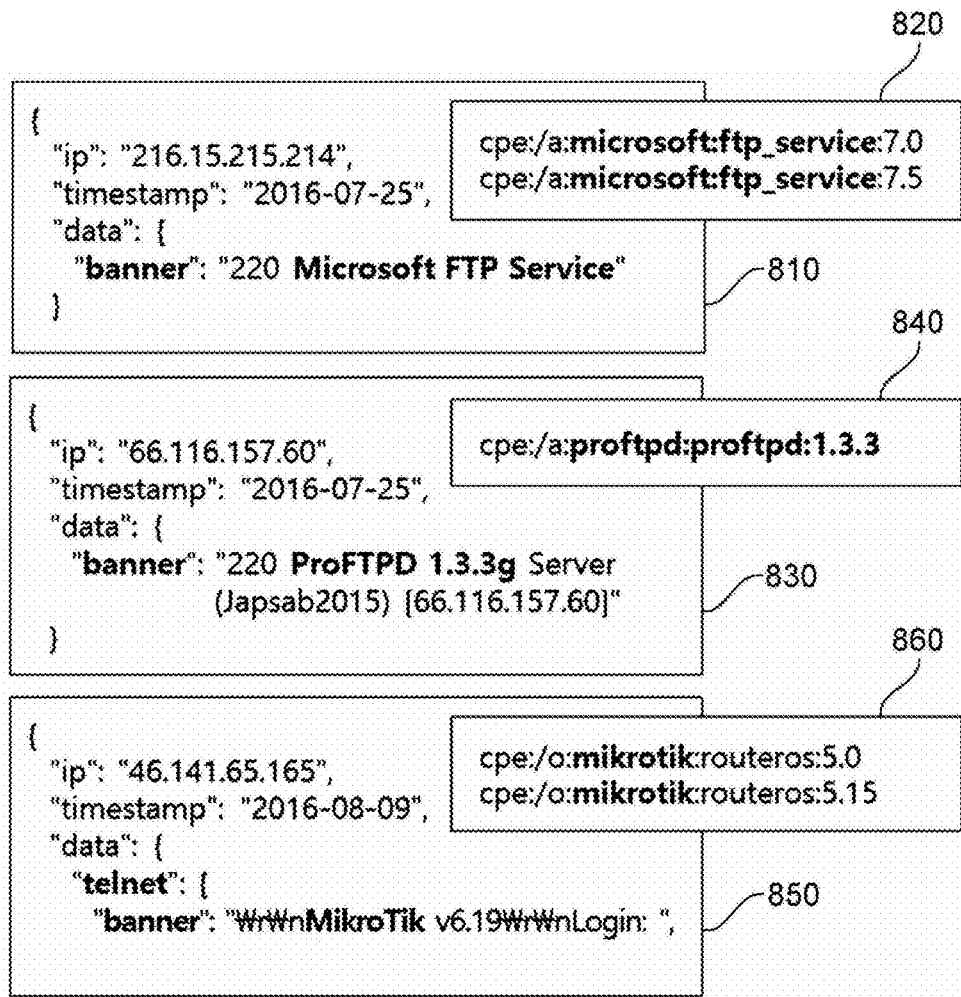 820
{
"ip": "216.15.215.214",
"timestamp": "2016-07-25",
"data": {
"banner": "220 Microsoft FTP Service"
}
cpe:/a:microsoft:ftp_service:7.0
cpe:/a:microsoft:ftp_service:7.5
810
840
{
"ip": "66.116.157.60",
"timestamp": "2016-07-25",
"data": {
"banner": "220 ProFTPD 1.3.3g Server
(Japsab2015) [66.116.157.60]"
}
cpe:/a:proftpd:proftpd:1.3.3
830
860
{
"ip": "46.141.65.165",
"timestamp": "2016-08-09",
"data": {
"telnet": {
"banner": "₩r₩nMikroTik v6.19₩r₩nLogin: ",
cpe:/o:mikrotik:routeros:5.0
cpe:/o:mikrotik:routeros:5.15
850